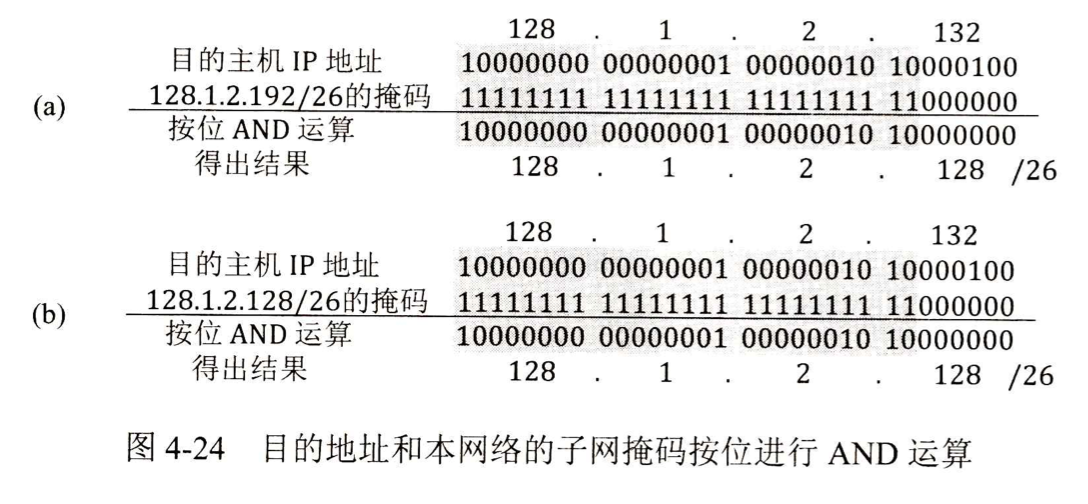 128 . 1 . 2 . 132
目的主机 IP 地址 10000000 00000001 00000010 10000100
(a) 128.1.2.192/26的掩码 11111111 11111111 11111111 11000000
按位 AND 运算 10000000 00000001 00000010 10000000
得出结果 128 . 1 . 2 . 128 /26
128 . 1 . 2 . 132
目的主机 IP 地址 10000000 00000001 00000010 10000100
(b) 128.1.2.128/26的掩码 11111111 11111111 11111111 11000000
按位 AND 运算 10000000 00000001 00000010 10000000
得出结果 128 . 1 . 2 . 128 /26
图 4-24 目的地址和本网络的子网掩码按位进行 AND 运算